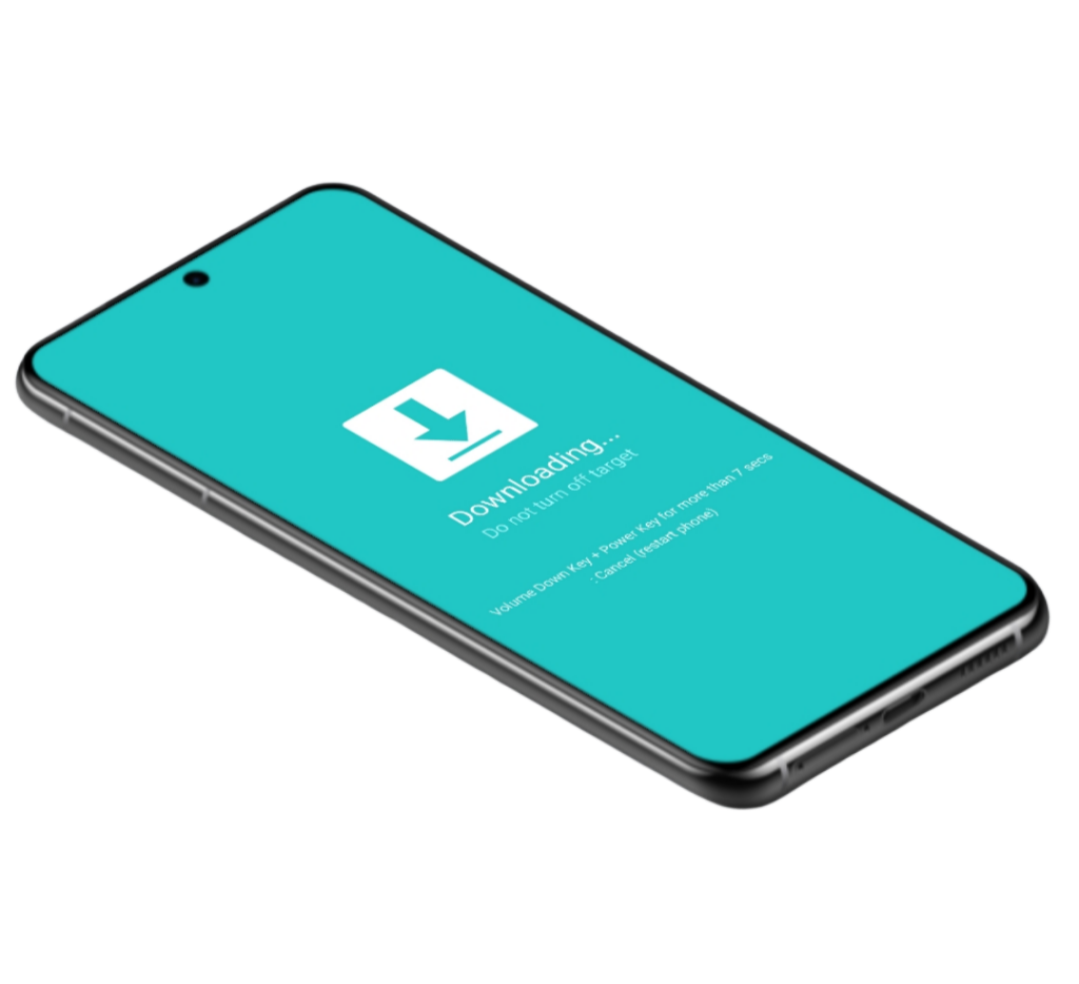 Downloading...
Do not turn off target
Volume Down Key + Power Key for more than 7 secs
: Cancel (restart phone)